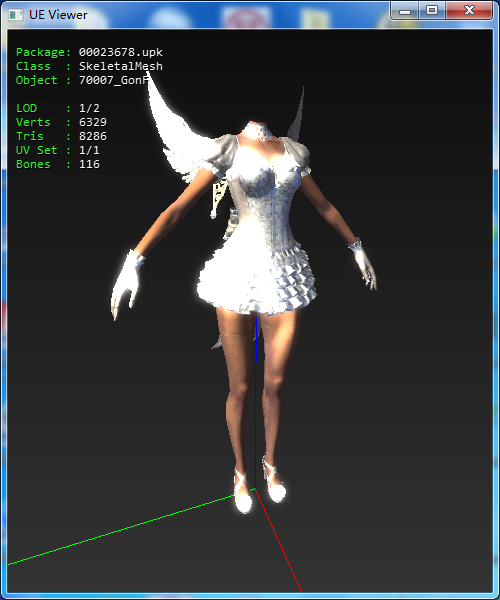 UE Viewer
Package: 00023678.upk
Class : SkeletalMesh
Object : 70007_GonF
LOD : 1/2
Verts : 6329
Tris : 8286
UV Set : 1/1
Bones : 116